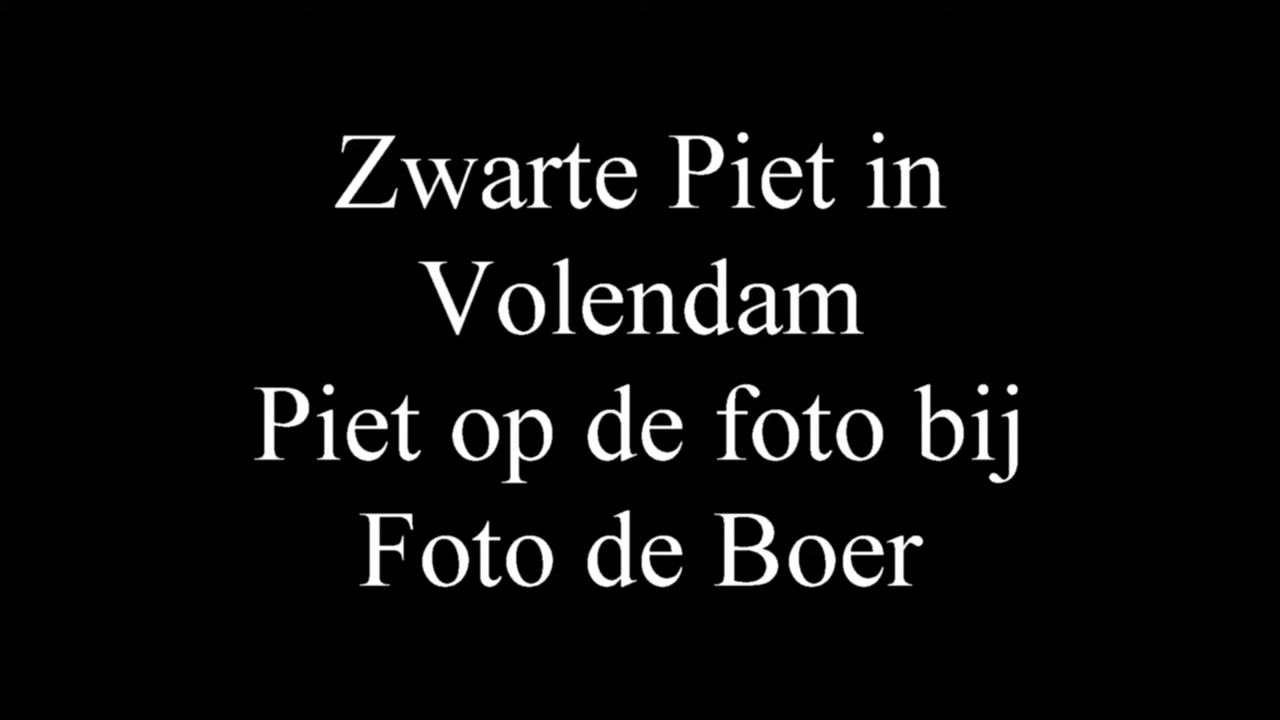 Zwarte Piet in
Volendam
Piet op de foto bij
Foto de Boer